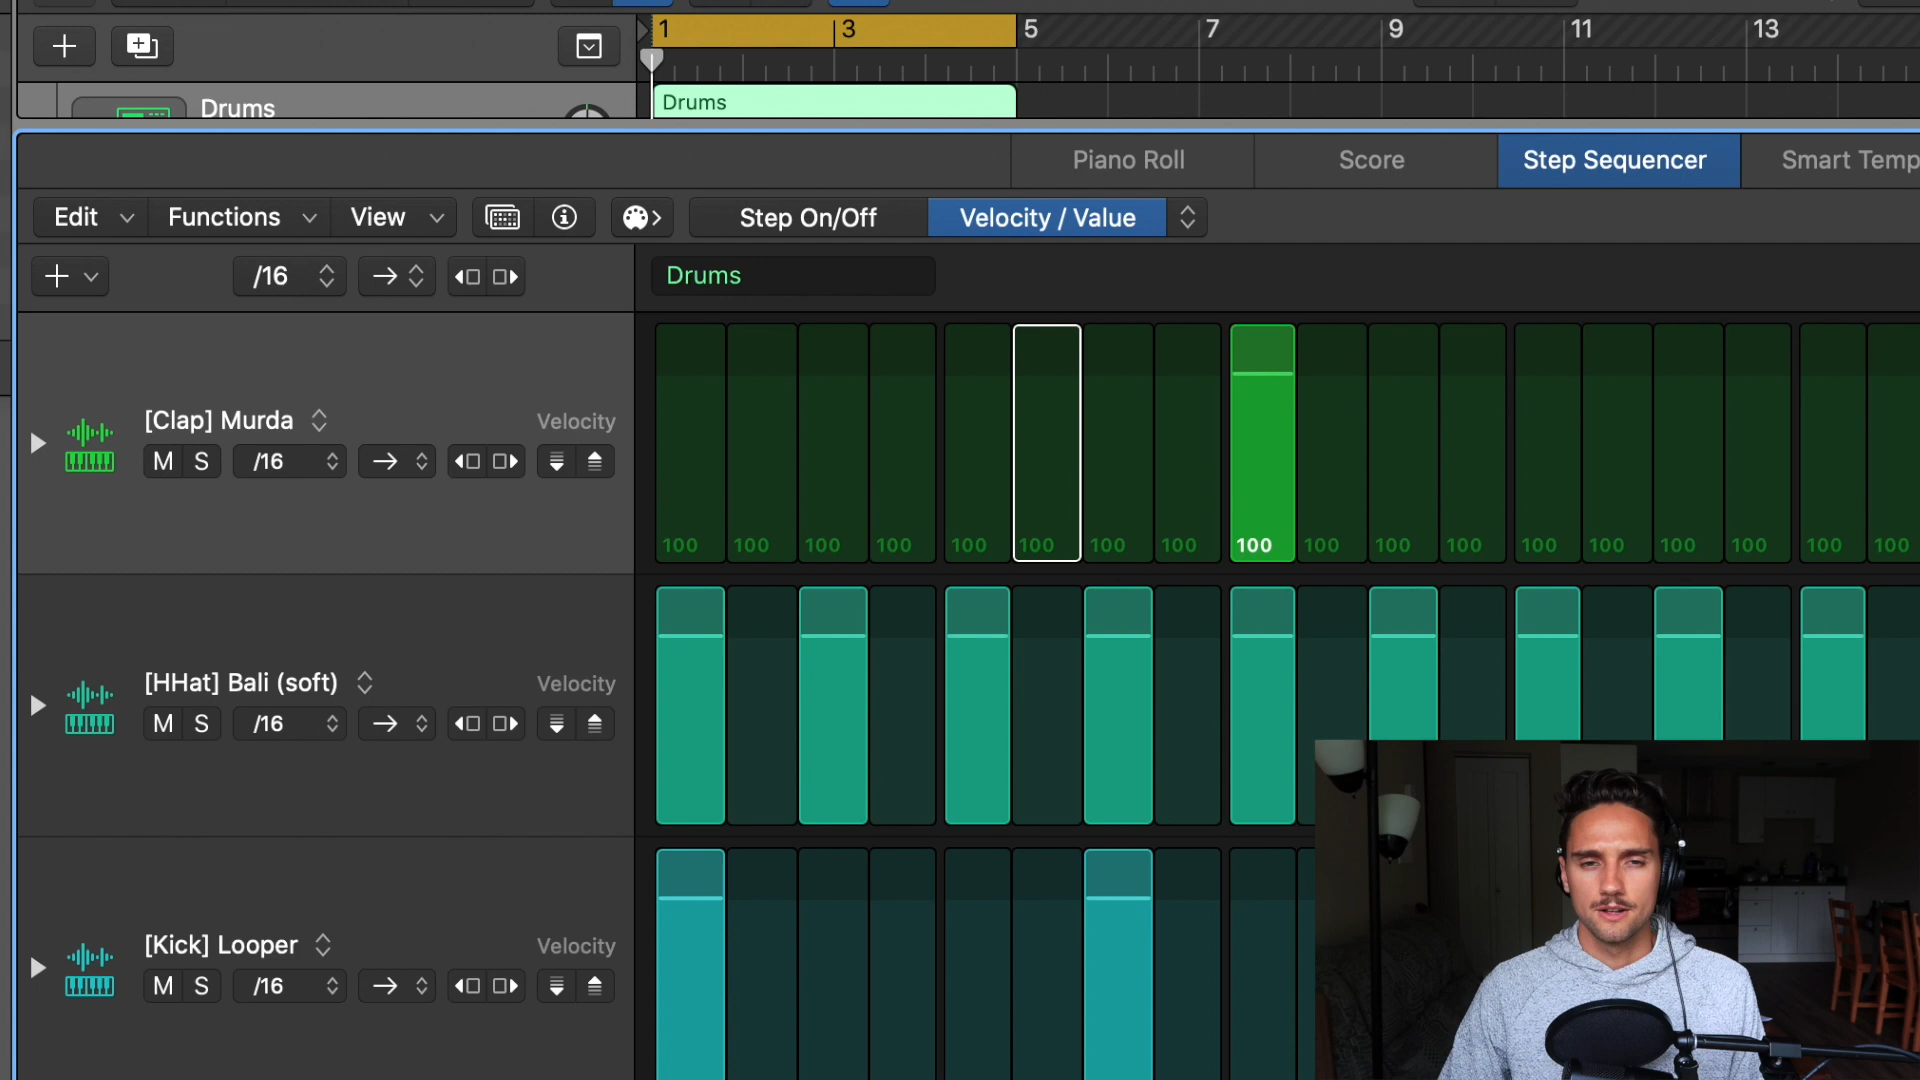 1 3 5 7 9 11 13
Drums
Drums
Piano Roll Score Step Sequencer Smart Temp
Edit Functions View Step On/Off Velocity / Value
/16
Drums
[Clap] Murda Velocity
M S /16
100 100 100 100 100 100 100 100 100 100 100 100 100 100 100 100 100 100
[HHat] Bali (soft) Velocity
M S /16
[Kick] Looper Velocity
M S /16